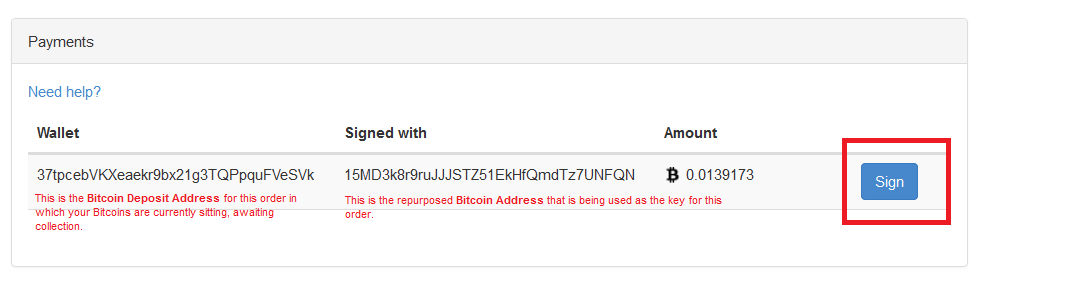 Payments
Need help?
Wallet Signed with Amount
37tpcebVKXeaekr9bx21g3TQPpquFVeSVk 15MD3k8r9ruJJJSTZ51EkHfQmdTz7UNFQN 0.0139173 Sign
This is the Bitcoin Deposit Address for this order in
which your Bitcoins are currently sitting, awaiting
collection.
This is the repurposed Bitcoin Address that is being used as the key for this
order.